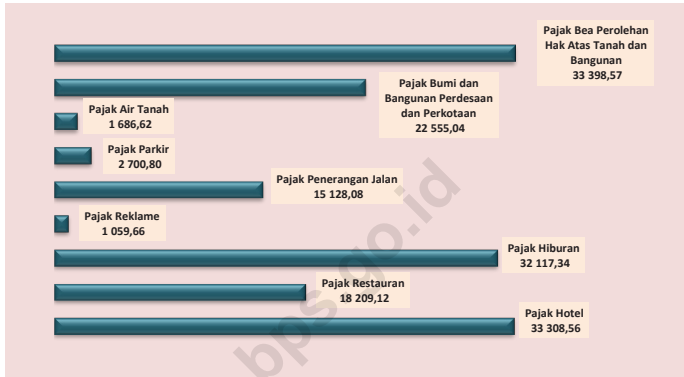 Pajak Bea Perolehan
Hak Atas Tanah dan
Bangunan
33 398,57
Pajak Bumi dan
Bangunan Perdesaan
dan Perkotaan
22 555,04
Pajak Air Tanah
1 686,62
Pajak Parkir
2 700,80
Pajak Penerangan Jalan
15 128,08
Pajak Reklame
1 059,66
Pajak Hiburan
32 117,34
Pajak Restauran
18 209,12
Pajak Hotel
33 308,56
bps.go.id